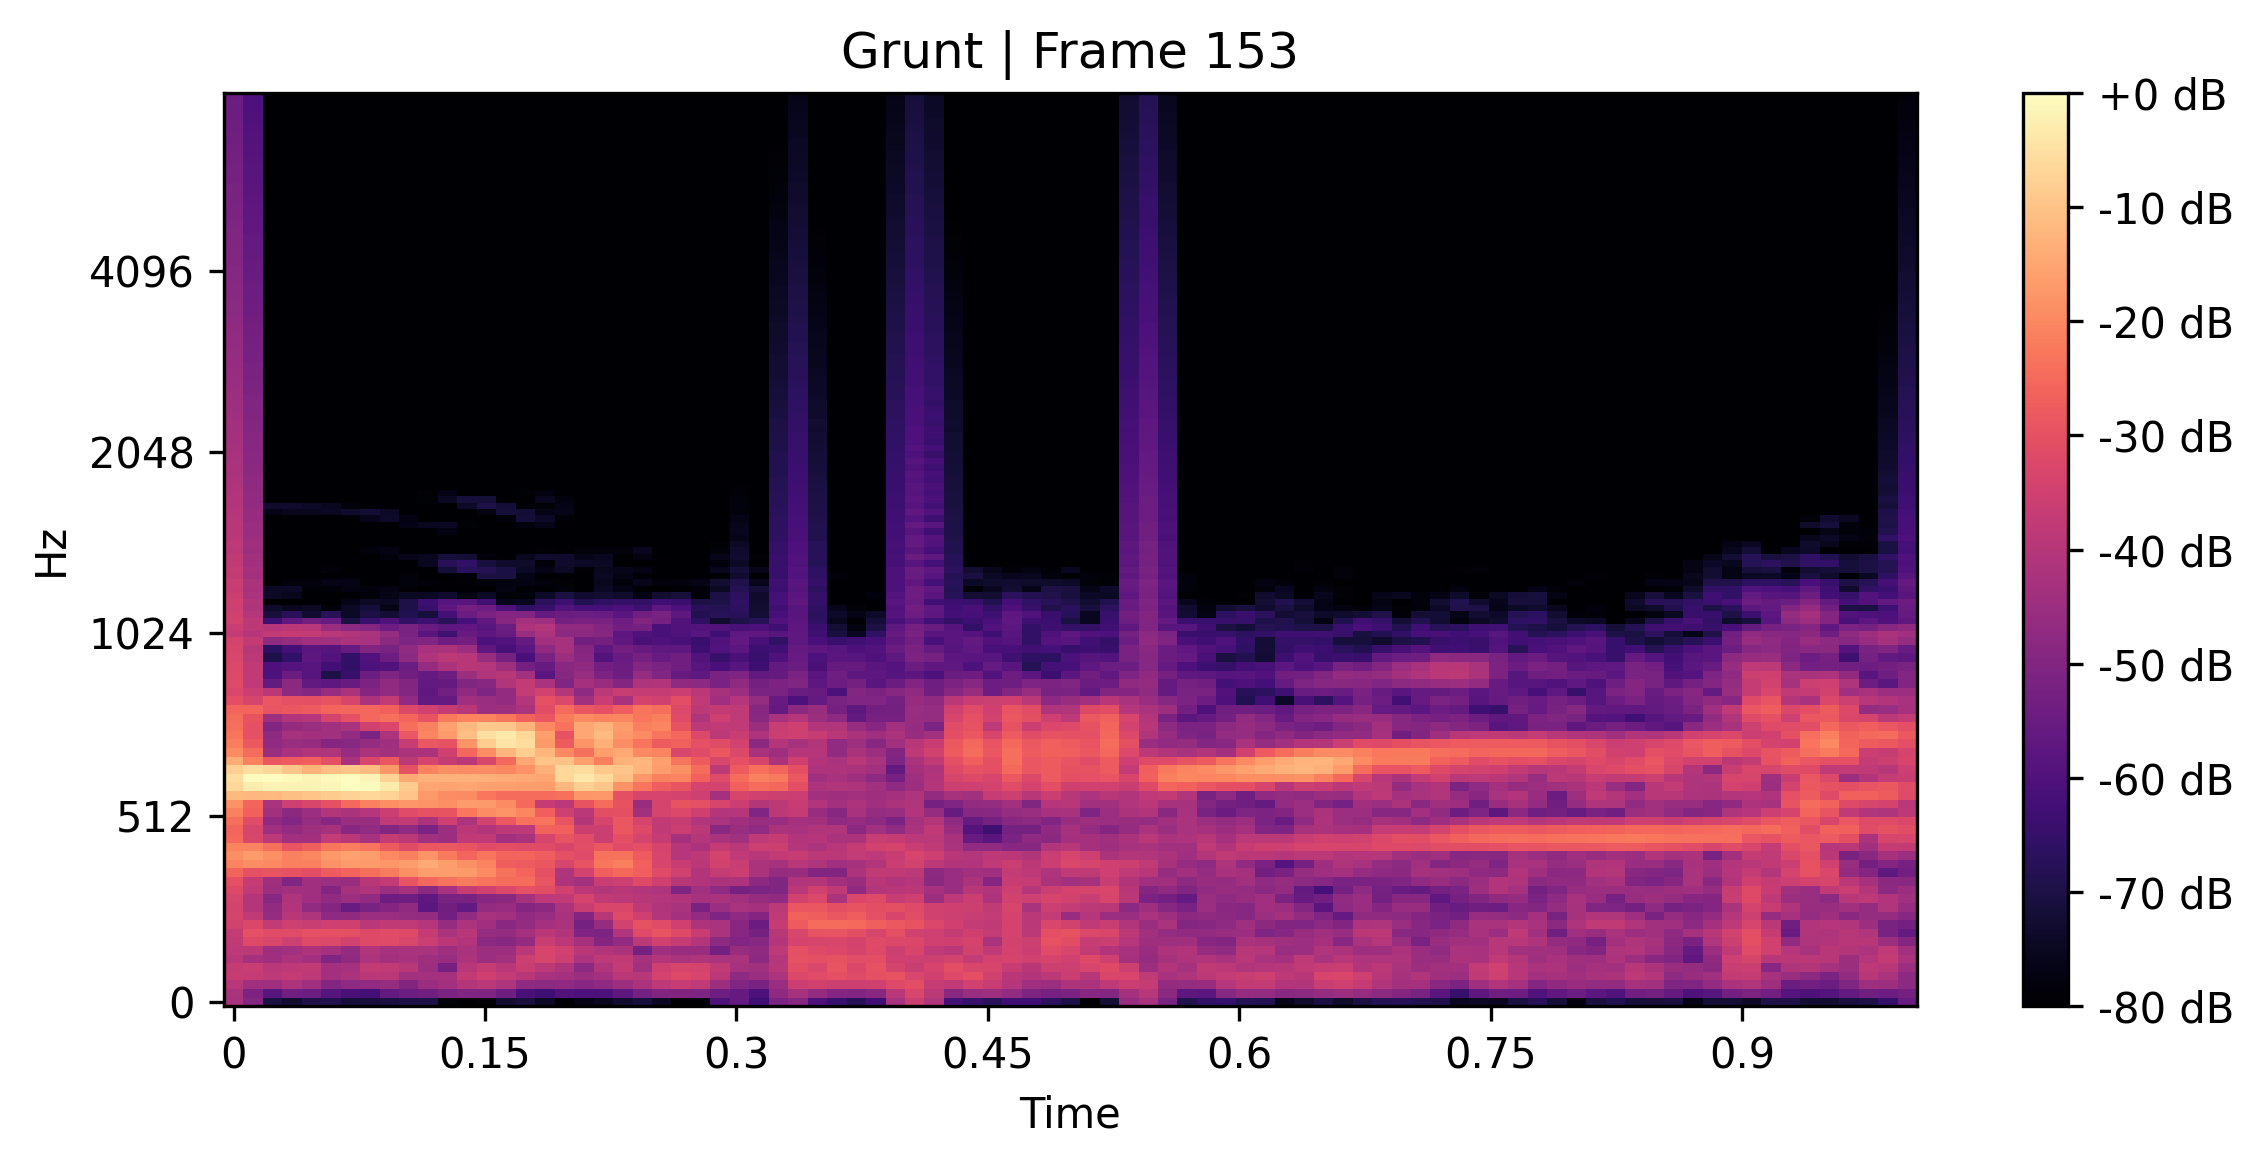 Grunt | Frame 153
+0 dB
-10 dB
-20 dB
-30 dB
-40 dB
-50 dB
-60 dB
-70 dB
-80 dB
Hz
4096
2048
1024
512
0
0 0.15 0.3 0.45 0.6 0.75 0.9
Time